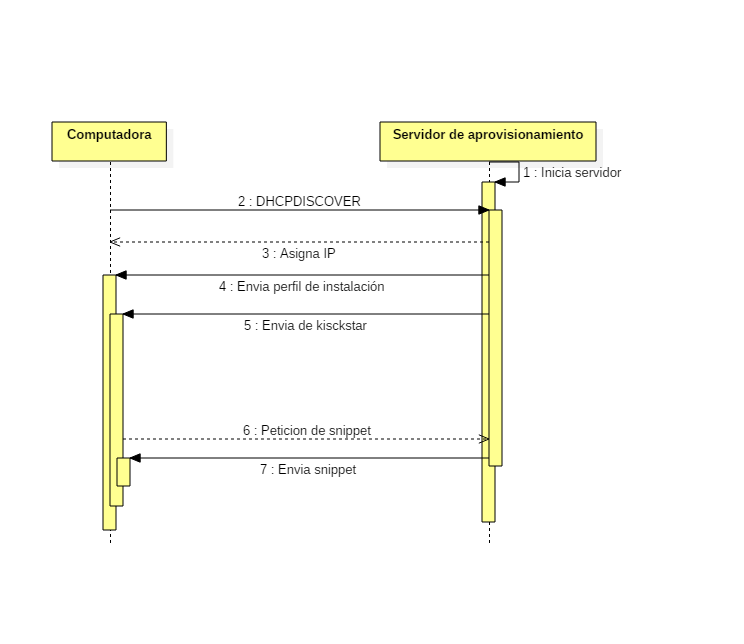 Computadora
Servidor de aprovisionamiento
1 : Inicia servidor
2 : DHCPDISCOVER
3 : Asigna IP
4 : Envia perfil de instalación
5 : Envia de kisckstar
6 : Peticion de snippet
7 : Envia snippet